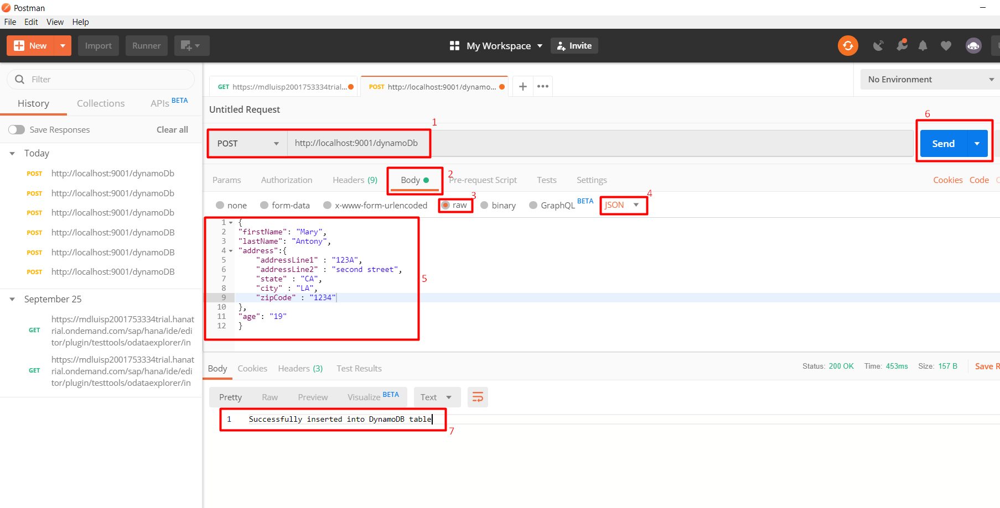 Postman
File Edit View Help
New Import Runner My Workspace Invite
Filter
History Collections APIs BETA
Save Responses Clear all
Today
POST http://localhost:9001/dynamoDb
POST http://localhost:9001/dynamoDb
POST http://localhost:9001/dynamoDb
POST http://localhost:9001/dynamoDB
POST http://localhost:9001/dynamoDB
POST http://localhost:9001/dynamoDB
September 25
GET https://mdluisp2001753334trial.hanat
rial.ondemand.com/sap/hana/ide/edi
tor/plugin/testtools/odataexplorer/in
GET https://mdluisp2001753334trial.hanat
rial.ondemand.com/sap/hana/ide/edi
tor/plugin/testtools/odataexplorer/in
GET https://mdluisp2001753334trial... POST http://localhost:9001/dynamo... No Environment
Untitled Request
1
6
POST http://localhost:9001/dynamoDb Send
Params Authorization Headers (9) Body 2 Pre-request Script Tests Settings Cookies Code
none form-data x-www-form-urlencoded raw 3 binary GraphQL BETA JSON 4
1 {
2 "firstName": "Mary",
3 "lastName": "Antony",
4 "address":{
5 "addressLine1" : "123A",
6 "addressLine2" : "second street",
7 "state" : "CA",
8 "city" : "LA",
9 "zipCode" : "1234"
10 },
11 "age": "19"
12 }
5
Body Cookies Headers (3) Test Results Status: 200 OK Time: 453ms Size: 157 B Save R
Pretty Raw Preview Visualize BETA Text
1 Successfully inserted into DynamoDB table
7